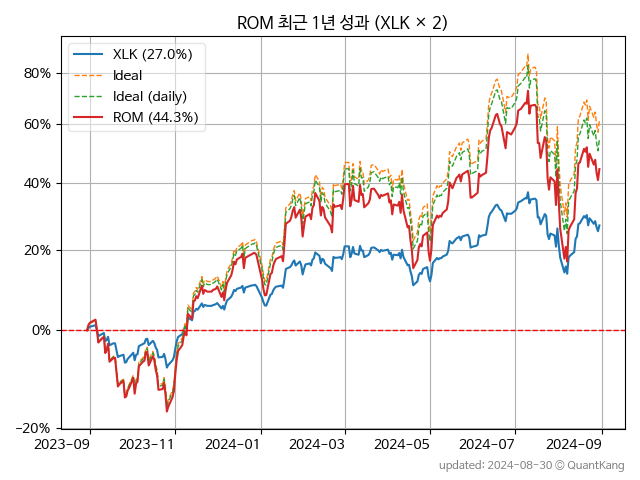 ROM 최근 1년 성과 (XLK × 2)
XLK (27.0%)
Ideal
Ideal (daily)
ROM (44.3%)
80%
60%
40%
20%
0%
−20%
2023-09 2023-11 2024-01 2024-03 2024-05 2024-07 2024-09
updated: 2024-08-30 © QuantKang